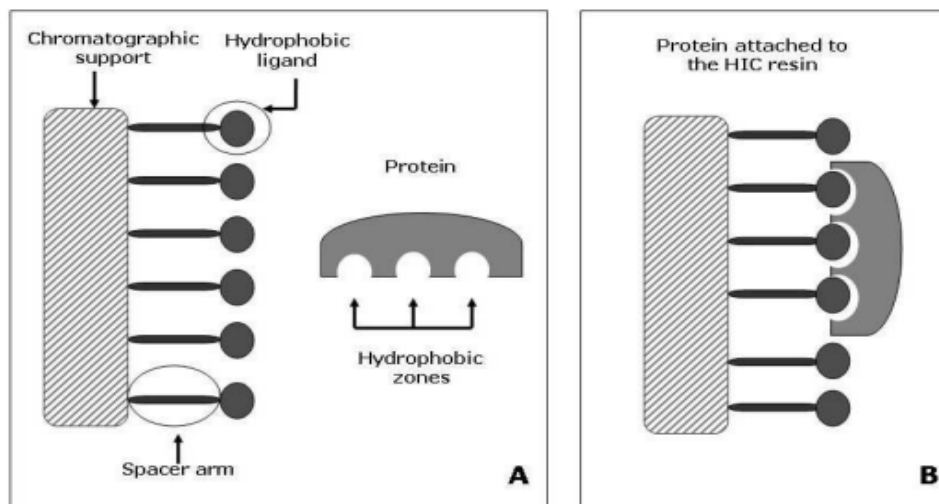 Chromatographic
support
Hydrophobic
ligand
Protein
Hydrophobic
zones
Spacer arm
A
Protein attached to
the HIC resin
B